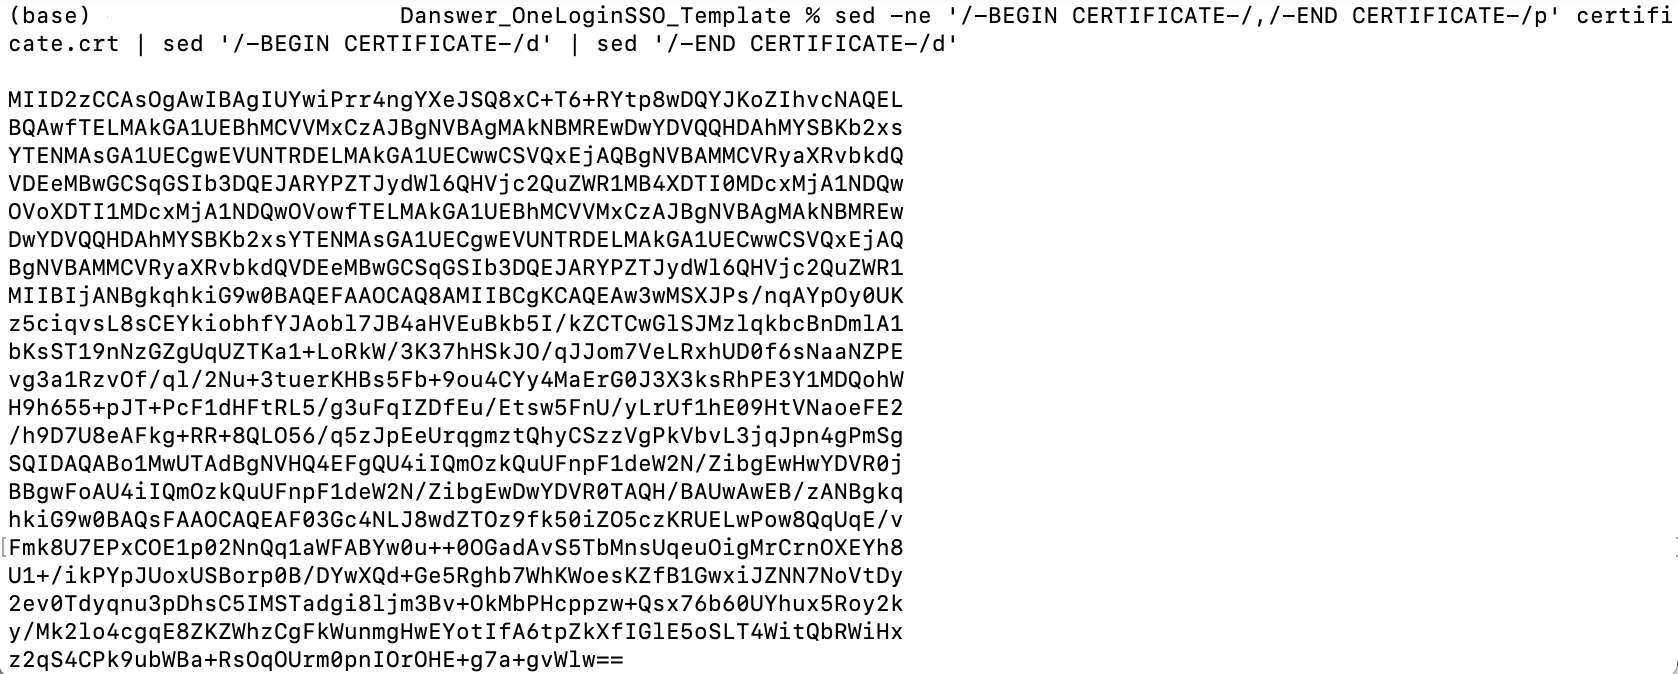 (base) Danswer_OneLoginSSO_Template % sed -ne '/-BEGIN CERTIFICATE-/,/-END CERTIFICATE-/p' certifi
cate.crt | sed '/-BEGIN CERTIFICATE-/d' | sed '/-END CERTIFICATE-/d'
MIID2zCCAsOgAwIBAgIUYwiPrr4ngYXeJSQ8xC+T6+RYtp8wDQYJKoZIhvcNAQEL
BQAwfTELMAkGA1UEBhMCVVMxCzAJBgNVBAgMAkNBMREwDwYDVQQHDAhMYSBKb2xs
YTENMAsGA1UECgwEVUNTRDELMAkGA1UECwwCSVQxEjAQBgNVBAMMCVRyaXRvbkdQ
VDEeMBwGCSqGSIb3DQEJARYPZTJydWl6QHVjc2QuZWR1MB4XDTI0MDcxMjA1NDQw
OVoXDTI1MDcxMjA1NDQwOVowfTELMAkGA1UEBhMCVVMxCzAJBgNVBAgMAkNBMREw
DwYDVQQHDAhMYSBKb2xsYTENMAsGA1UECgwEVUNTRDELMAkGA1UECwwCSVQxEjAQ
BgNVBAMMCVRyaXRvbkdQVDEeMBwGCSqGSIb3DQEJARYPZTJydWl6QHVjc2QuZWR1
MIIBIjANBgkqhkiG9w0BAQEFAAOCAQ8AMIIBCgKCAQEAw3wMSXJPs/nqAYpOy0UK
z5ciqvsL8sCEYkiobhfYJAobl7JB4aHVEuBkb5I/kZCTCwGlSJMzlqkbcBnDmlA1
bKsST19nNzGZgUqUZTKa1+LoRkW/3K37hHSkJO/qJJom7VeLRxhUD0f6sNaaNZPE
vg3a1RzvOf/ql/2Nu+3tuerKHBs5Fb+9ou4CYy4MaErG0J3X3ksRhPE3Y1MDQohW
H9h655+pJT+PcF1dHFtRL5/g3uFqIZDfEu/Etsw5FnU/yLrUf1hE09HtVNaoeFE2
/h9D7U8eAFkg+RR+8QLO56/q5zJpEeUrqgmztQhyCSzzVgPkVbvL3jqJpn4gPmSg
SQIDAQABo1MwUTAdBgNVHQ4EFgQU4iIQmOzkQuUFnpF1deW2N/ZibgEwHwYDVR0j
BBgwFoAU4iIQmOzkQuUFnpF1deW2N/ZibgEwDwYDVR0TAQH/BAUwAwEB/zANBgkq
hkiG9w0BAQsFAAOCAQEAF03Gc4NLJ8wdZTOz9fk50iZO5czKRUELwPow8QqUqE/v
Fmk8U7EPxCOE1p02NnQq1aWFABYw0u++0OGadAvS5TbMnsUqeuOigMrCrnOXEYh8
U1+/ikPYpJUoxUSBorp0B/DYwXQd+Ge5Rghb7WhKWoesKZfB1GwxiJZNN7NoVtDy
2ev0Tdyqnu3pDhsC5IMSTadgi8ljm3Bv+OkMbPHcppzw+Qsx76b60UYhux5Roy2k
y/Mk2lo4cgqE8ZKZWhzCgFkWunmgHwEYotIfA6tpZkXfIGlE5oSLT4WitQbRWiHx
z2qS4CPk9ubWBa+RsOqOUrm0pnIOrOHE+g7a+gvWlw==